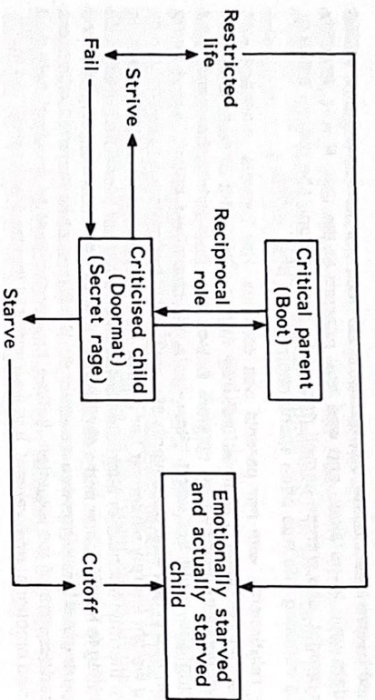 Critical parent
(Boot)
Emotionally starved
and actually starved
child
Reciprocal
role
Restricted
life
Strive
Fail
Criticised child
(Doormat)
(Secret rage)
Cutoff
Starve